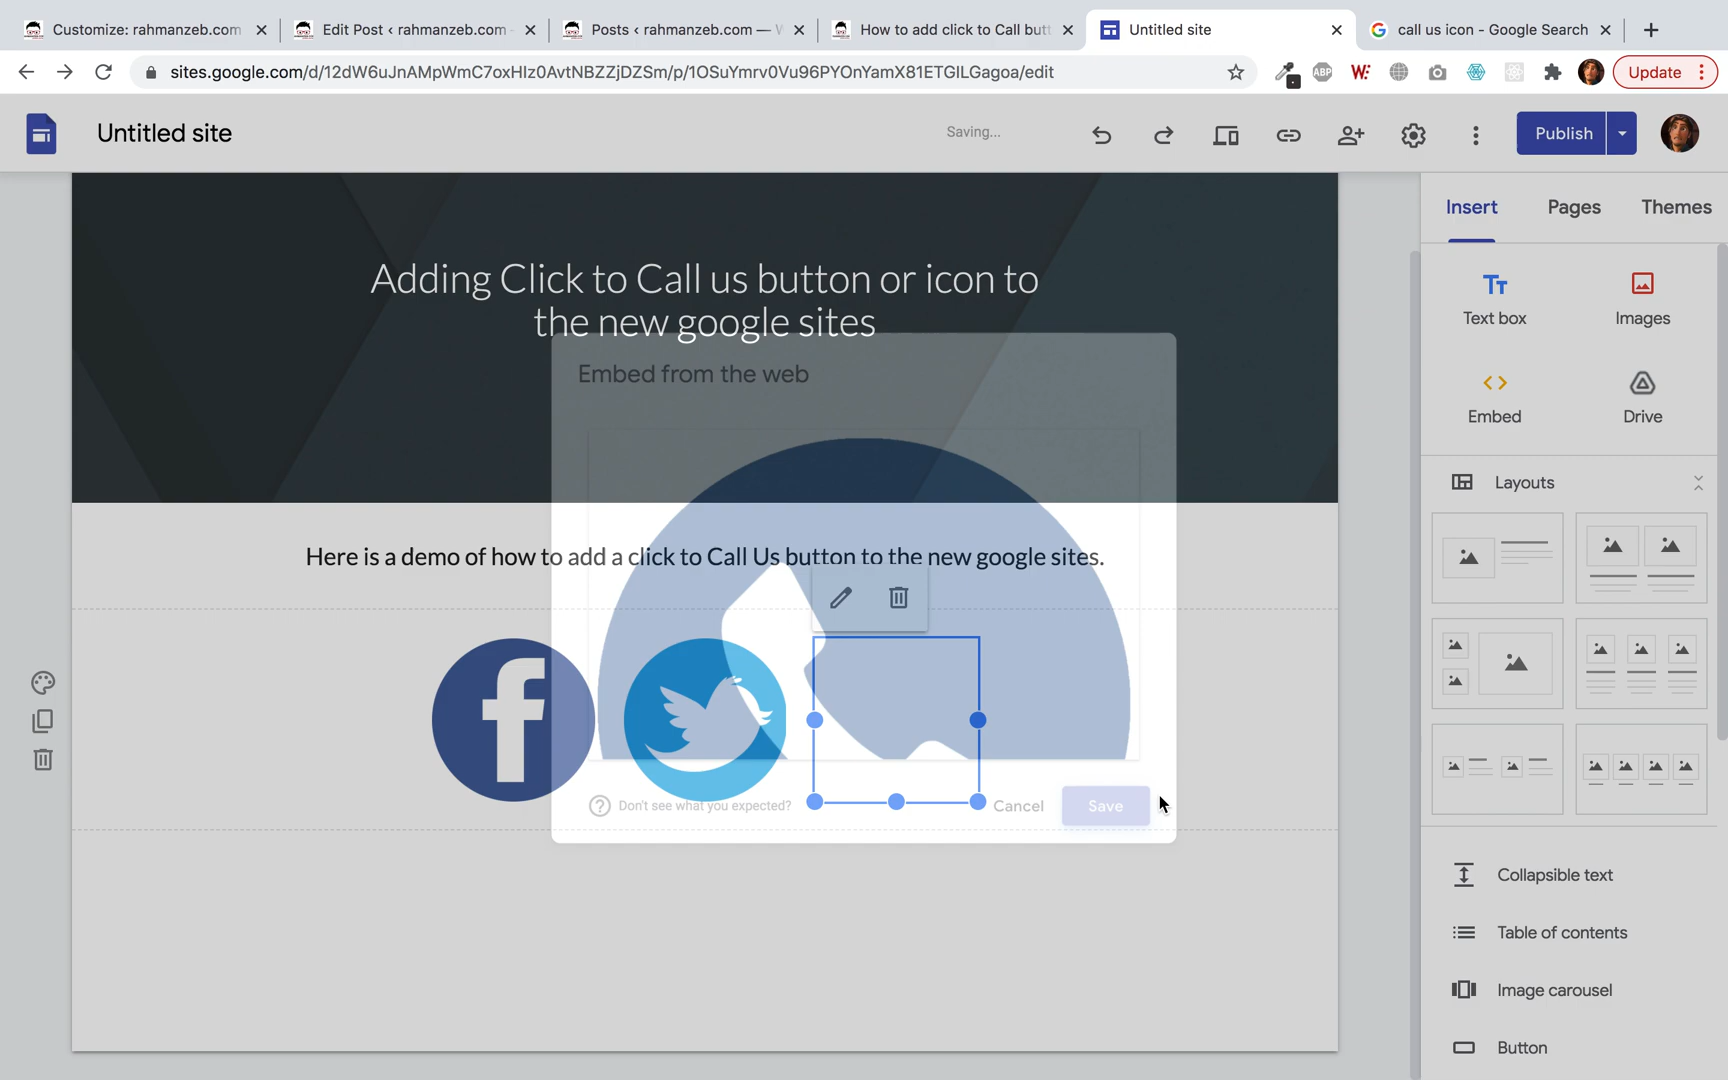 Customize: rahmanzeb.com
Edit Post ‹ rahmanzeb.com
Posts ‹ rahmanzeb.com —
How to add click to Call butt
Untitled site
call us icon - Google Search
sites.google.com/d/12dW6uJnAMpWmC7oxHIz0AvtNBZZjDZSm/p/1OSuYmrv0Vu96PYOnYamX81ETGILGagoa/edit
ABP
W
Update
Untitled site
Saving...
Publish
Insert
Pages
Themes
Adding Click to Call us button or icon to
the new google sites
Embed from the web
Tт
Text box
Images
Embed
Drive
Layouts
Here is a demo of how to add a click to Call Us button to the new google sites.
f
Don't see what you expected?
Cancel
Save
Collapsible text
Table of contents
Image carousel
Button